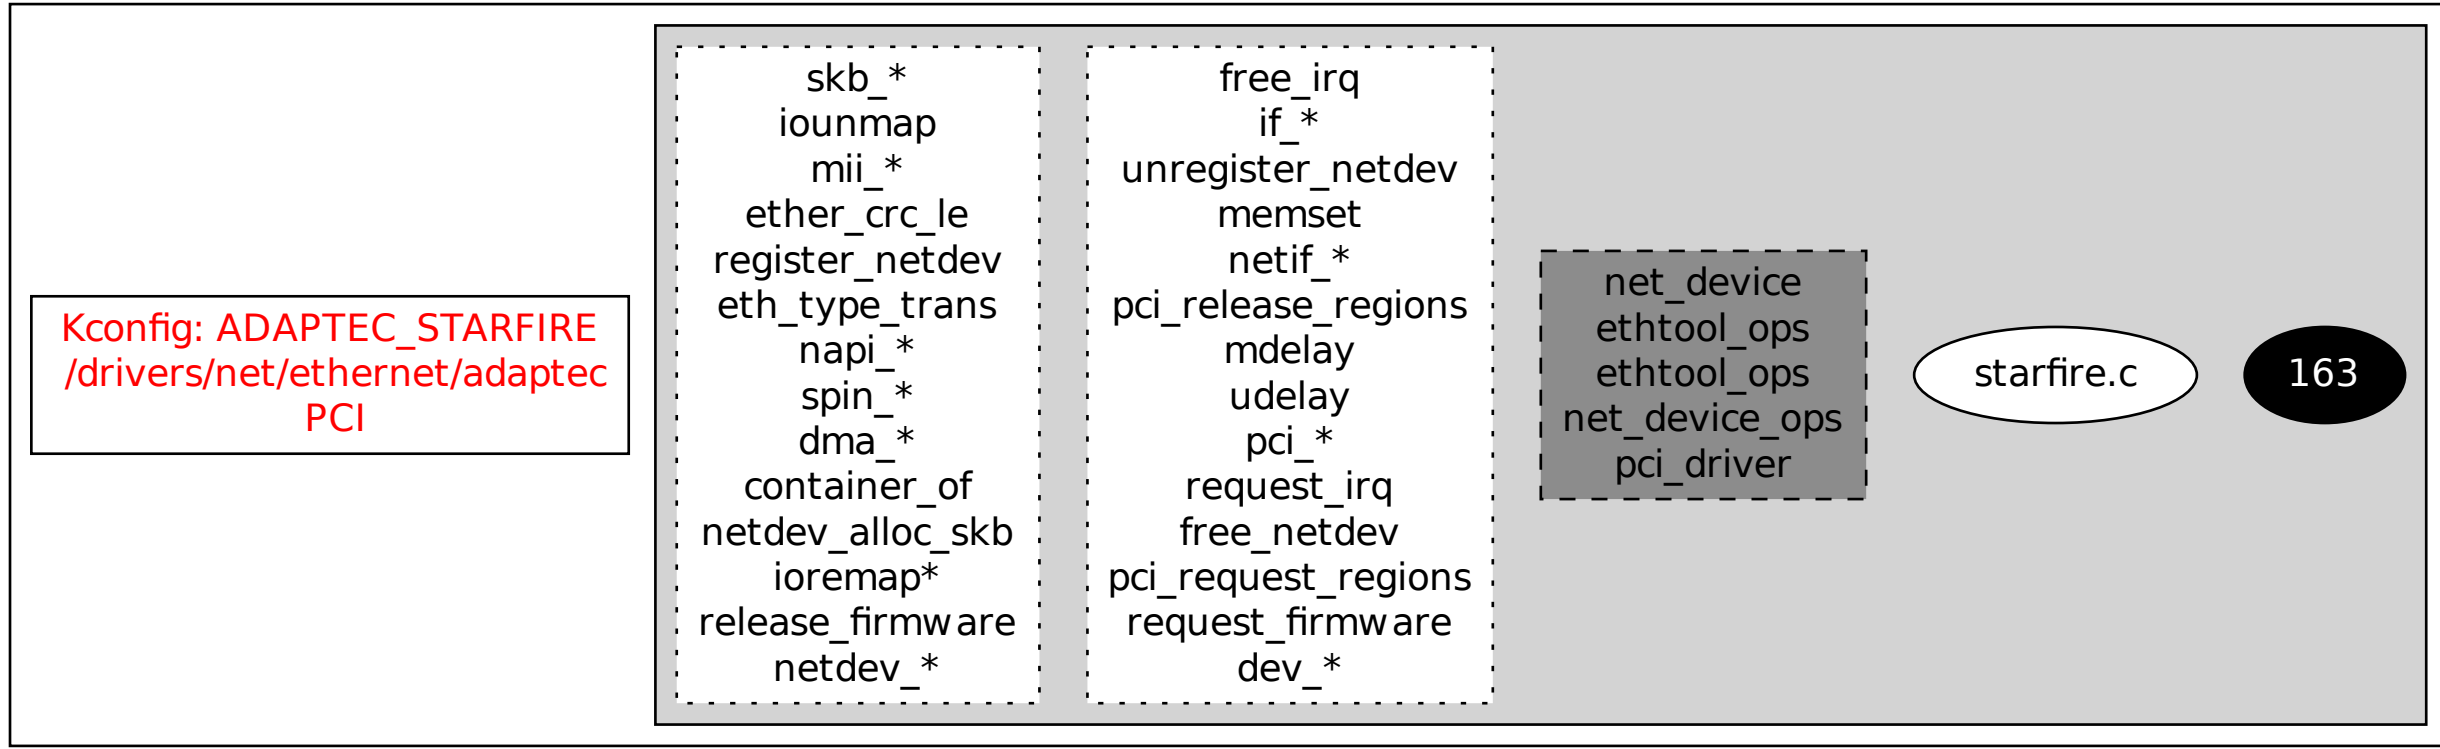 Kconfig: ADAPTEC_STARFIRE
/drivers/net/ethernet/adaptec
PCI
skb_*
iounmap
mii_*
ether_crc_le
register_netdev
eth_type_trans
napi_*
spin_*
dma_*
container_of
netdev_alloc_skb
ioremap*
release_firmware
netdev_*
free_irq
if_*
unregister_netdev
memset
netif_*
pci_release_regions
mdelay
udelay
pci_*
request_irq
free_netdev
pci_request_regions
request_firmware
dev_*
net_device
ethtool_ops
ethtool_ops
net_device_ops
pci_driver
starfire.c
163